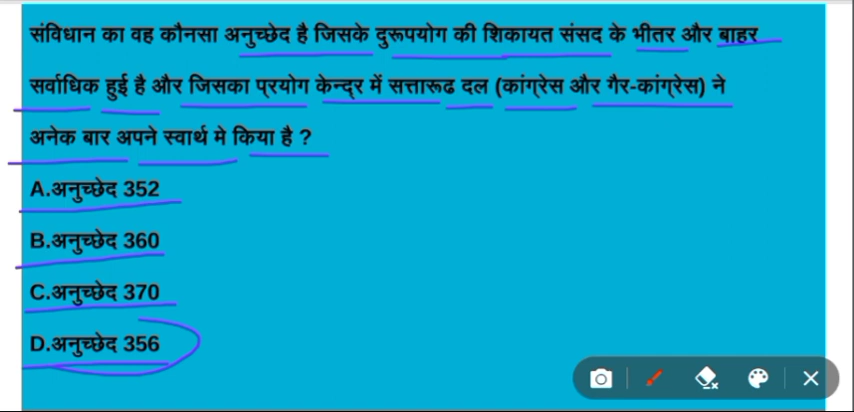 संविधान का वह कौनसा अनुच्छेद है जिसके दुरूपयोग की शिकायत संसद के भीतर और बाहर
सर्वाधिक हुई है और जिसका प्रयोग केन्द्र में सत्तारूढ दल (कांग्रेस और गैर-कांग्रेस) ने
अनेक बार अपने स्वार्थ मे किया है ?
A.अनुच्छेद 352
B.अनुच्छेद 360
C.अनुच्छेद 370
D.अनुच्छेद 356